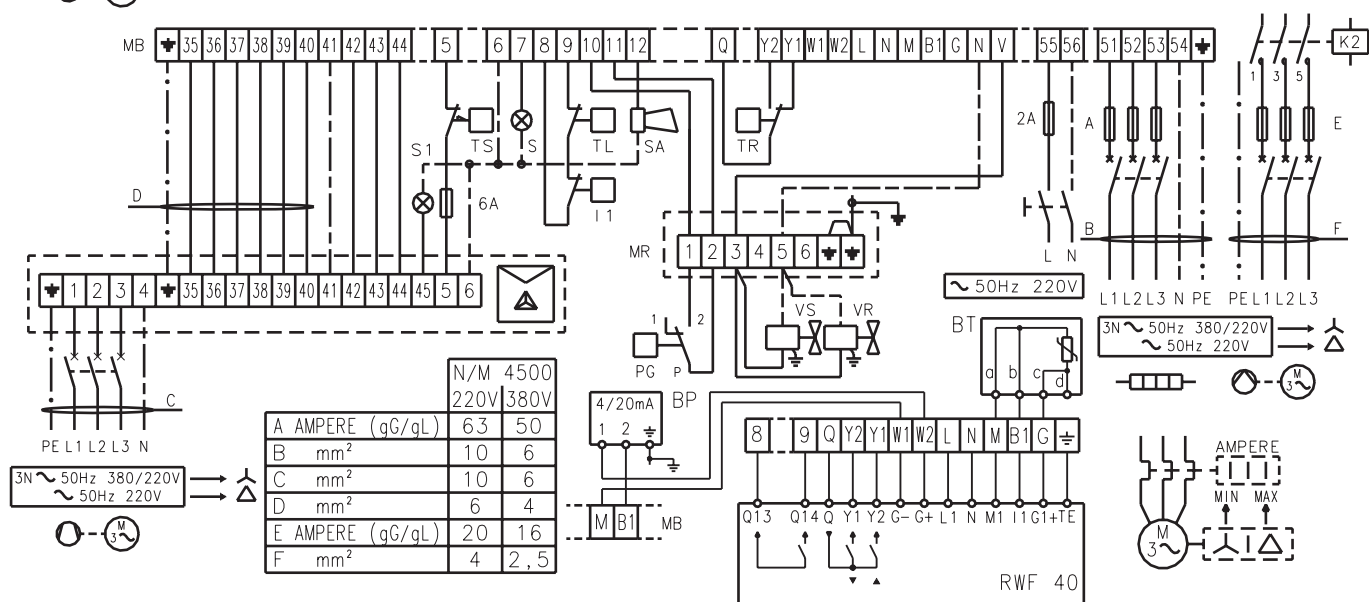 MB 35 36 37 38 39 40 41 42 43 44 5 6 7 8 9 10 11 12 Q Y2 Y1 W1 W2 L N M B1 G N V 55 56 51 52 53 54 K2
1 3 5
S1 TS S TL SA TR 2A A E
D 6A I1 B F
MR 1 2 3 4 5 6
L N
1 2 3 4 35 36 37 38 39 40 41 42 43 44 45 5 6
50Hz 220V
L1 L2 L3 N PE PE L1 L2 L3
1 2 VS VR BT
3N ~ 50Hz 380/220V
~ 50Hz 220V
PG P
a b c d
M
3~
C
PE L1 L2 L3 N
3N ~ 50Hz 380/220V
~ 50Hz 220V
M
3~
N/M 4500
220V 380V
A AMPERE (gG/gL) 63 50
B mm² 10 6
C mm² 10 6
D mm² 6 4
E AMPERE (gG/gL) 20 16
F mm² 4 2,5
4/20mA BP
1 2
M B1 MB
8 9 Q Y2 Y1 W1 W2 L N M B1 G
Q13 Q14 Q Y1 Y2 G- G+ L1 N M1 I1 G1+ TE
RWF 40
AMPERE
MIN MAX
M
3~